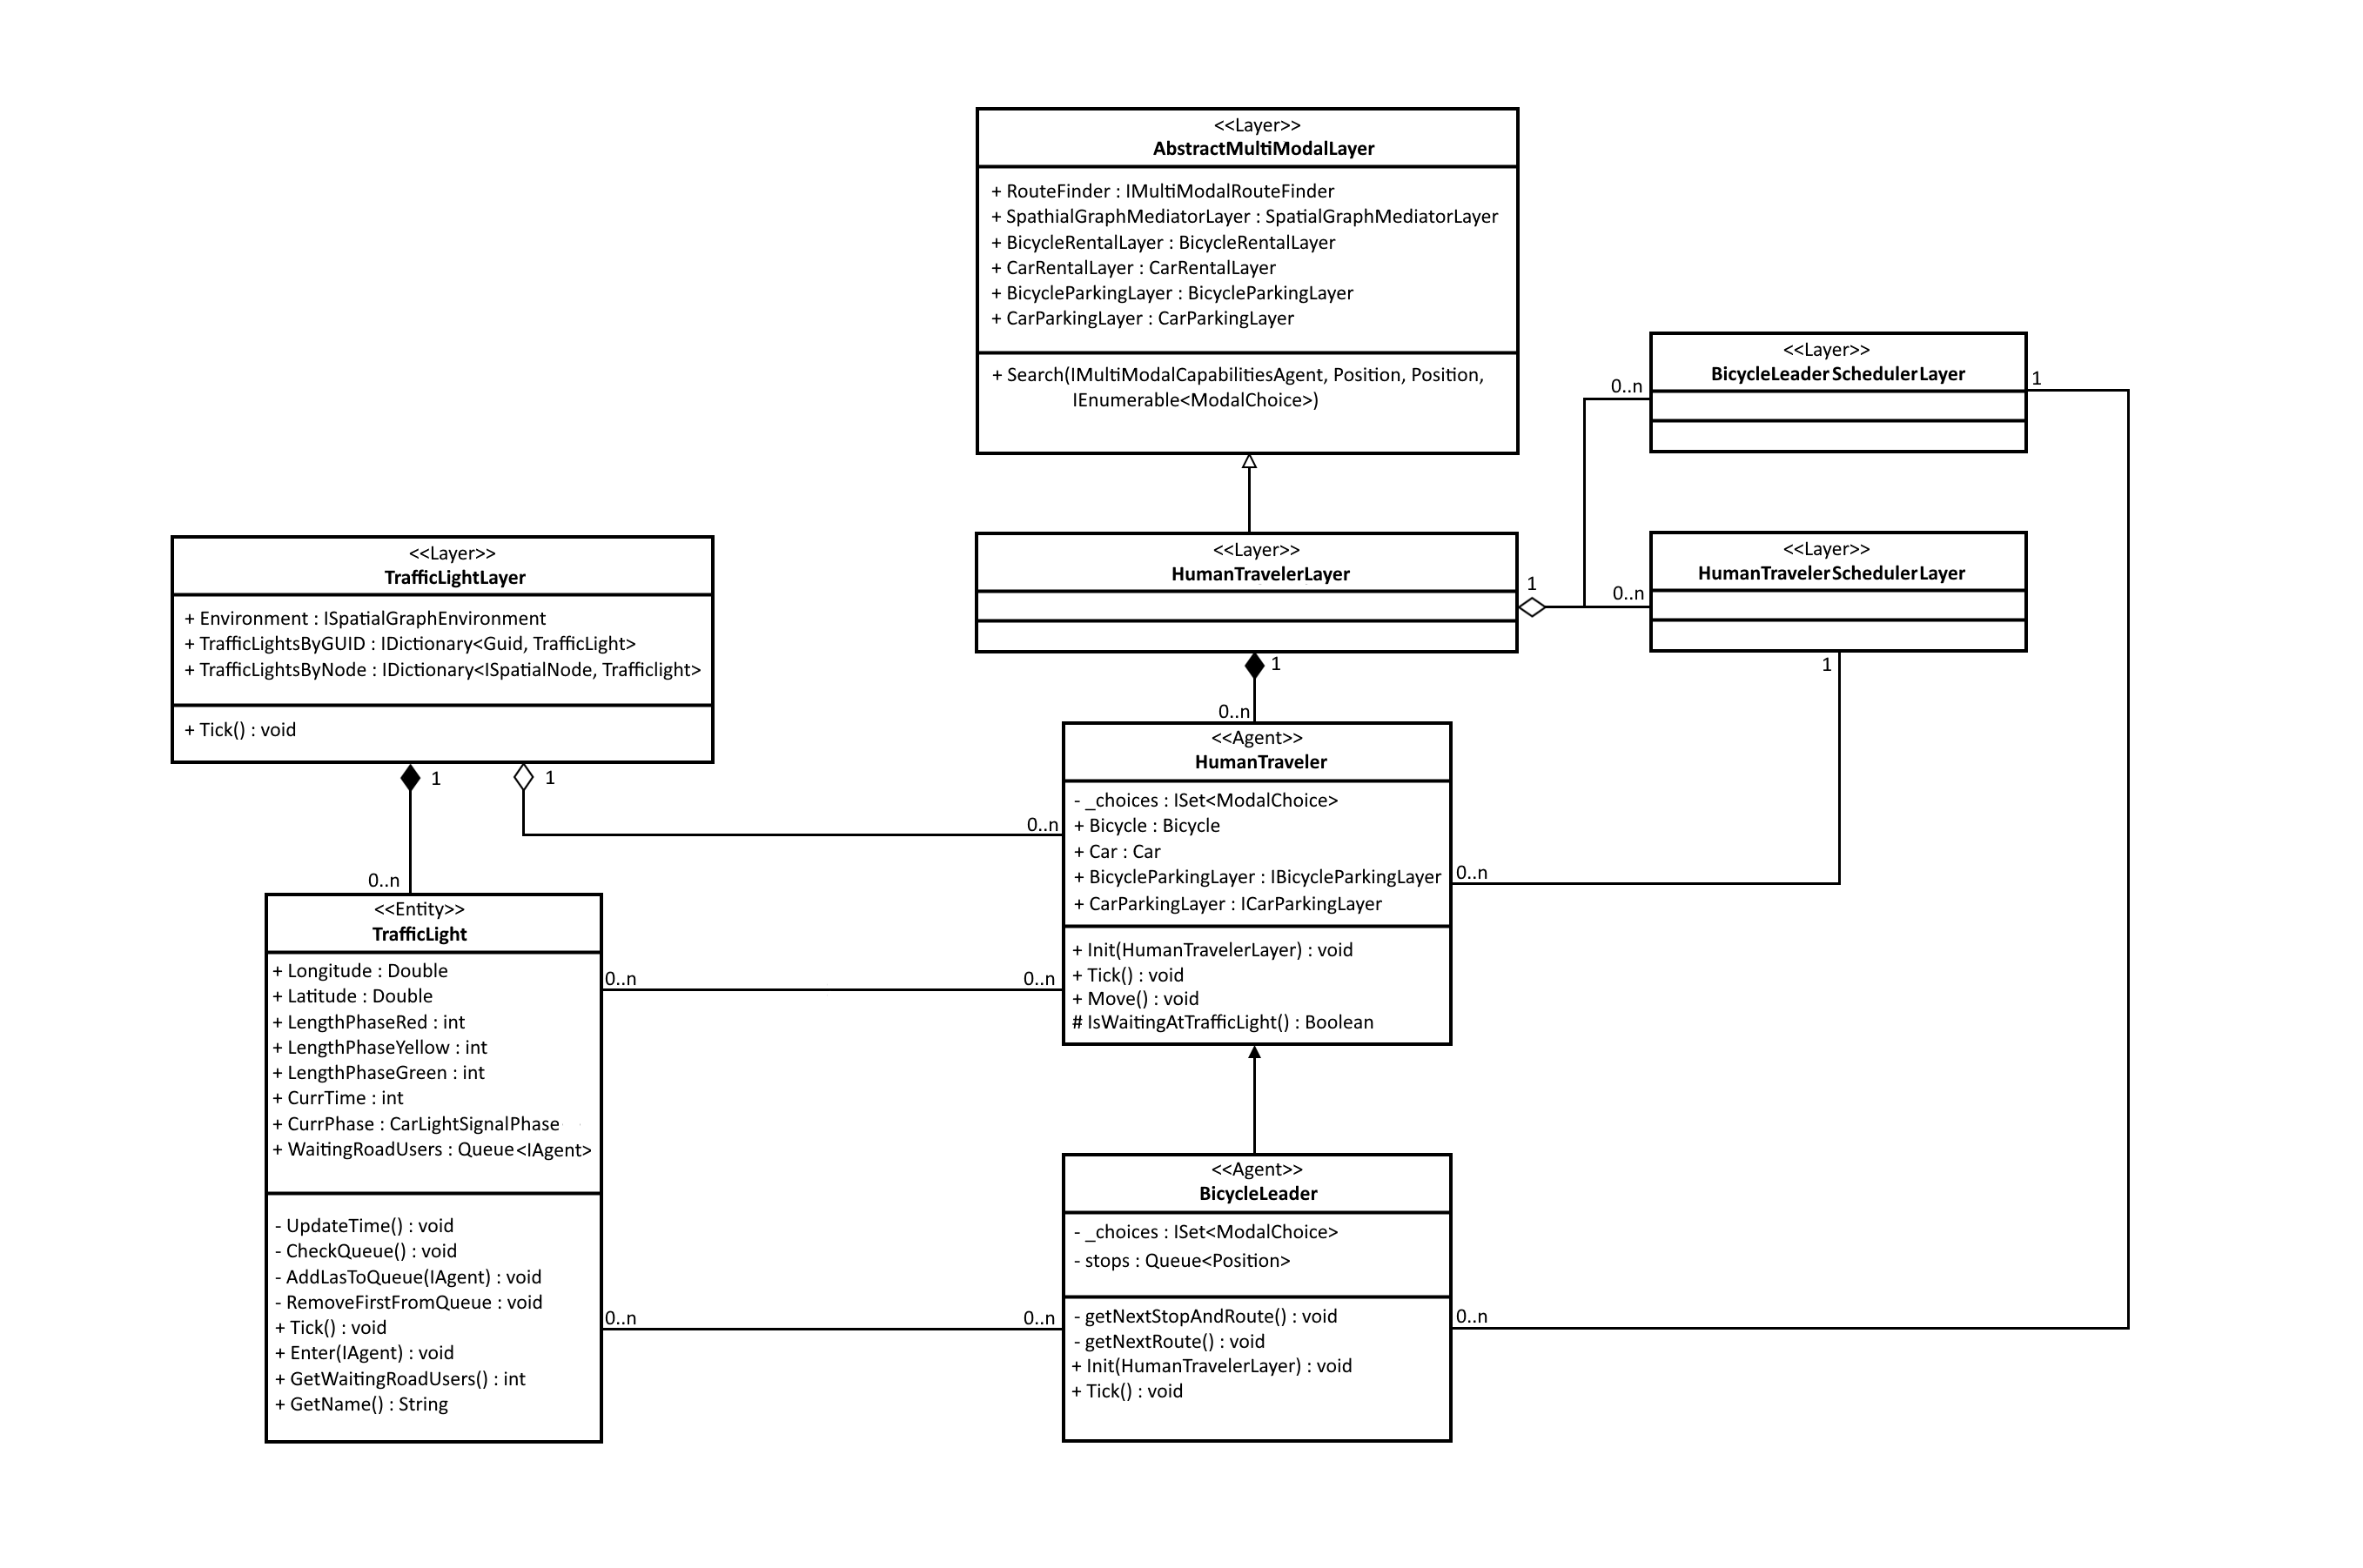 <<Layer>>
AbstractMultiModalLayer
+ RouteFinder : IMultiModalRouteFinder
+ SpathialGraphMediatorLayer : SpatialGraphMediatorLayer
+ BicycleRentalLayer : BicycleRentalLayer
+ CarRentalLayer : CarRentalLayer
+ BicycleParkingLayer : BicycleParkingLayer
+ CarParkingLayer : CarParkingLayer
+ Search(IMultiModalCapabilitiesAgent, Position, Position,
IEnumerable<ModalChoice>)
<<Layer>>
BicycleLeaderSchedulerLayer
0..n
1
<<Layer>>
HumanTravelerSchedulerLayer
0..n
1
<<Layer>>
HumanTravelerLayer
1
1
0..n
<<Layer>>
TrafficLightLayer
+ Environment : ISpatialGraphEnvironment
+ TrafficLightsByGUID : IDictionary<Guid, TrafficLight>
+ TrafficLightsByNode : IDictionary<ISpatialNode, Trafficlight>
+ Tick() : void
1
1
0..n
0..n
<<Agent>>
HumanTraveler
- _choices : ISet<ModalChoice>
+ Bicycle : Bicycle
+ Car : Car
+ BicycleParkingLayer : IBicycleParkingLayer
+ CarParkingLayer : ICarParkingLayer
+ Init(HumanTravelerLayer) : void
+ Tick() : void
+ Move() : void
# IsWaitingAtTrafficLight() : Boolean
0..n
<<Entity>>
TrafficLight
+ Longitude : Double
+ Latitude : Double
+ LengthPhaseRed : int
+ LengthPhaseYellow : int
+ LengthPhaseGreen : int
+ CurrTime : int
+ CurrPhase : CarLightSignalPhase
+ WaitingRoadUsers : Queue<IAgent>
- UpdateTime() : void
- CheckQueue() : void
- AddLasToQueue(IAgent) : void
- RemoveFirstFromQueue : void
+ Tick() : void
+ Enter(IAgent) : void
+ GetWaitingRoadUsers() : int
+ GetName() : String
0..n
0..n
0..n
0..n
<<Agent>>
BicycleLeader
- _choices : ISet<ModalChoice>
- stops : Queue<Position>
- getNextStopAndRoute() : void
- getNextRoute() : void
+ Init(HumanTravelerLayer) : void
+ Tick() : void
0..n